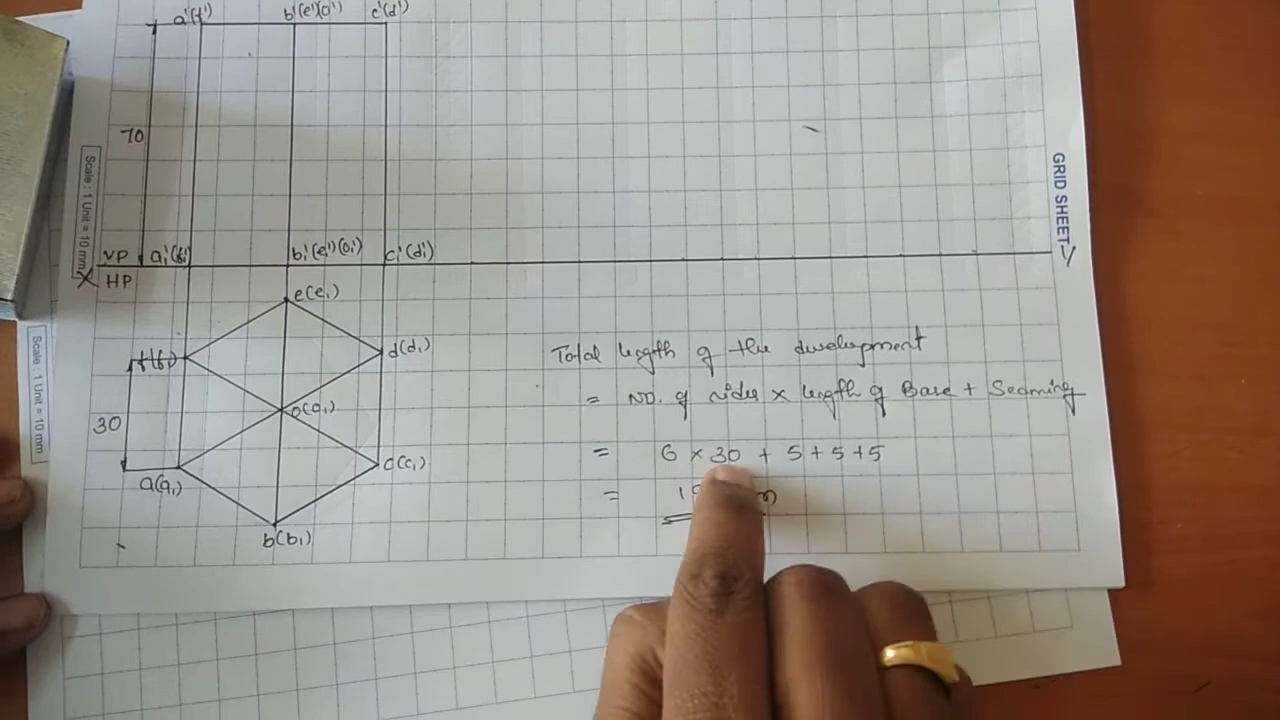 a'(f') b'(e')(o') c'(d')
70
Scale : 1 Unit = 10 mm
GRID SHEET
VP a₁'(f₁') b₁'(e₁')(o₁') c₁'(d₁')
X HP Y
e(e₁)
f(f₁) d(d₁)
Scale : 1 Unit = 10 mm
30 o(o₁)
a(a₁) c(c₁)
b(b₁)
Total length of the development
= No. of sides × length of Base + Seaming
= 6 × 30 + 5+5+5
=